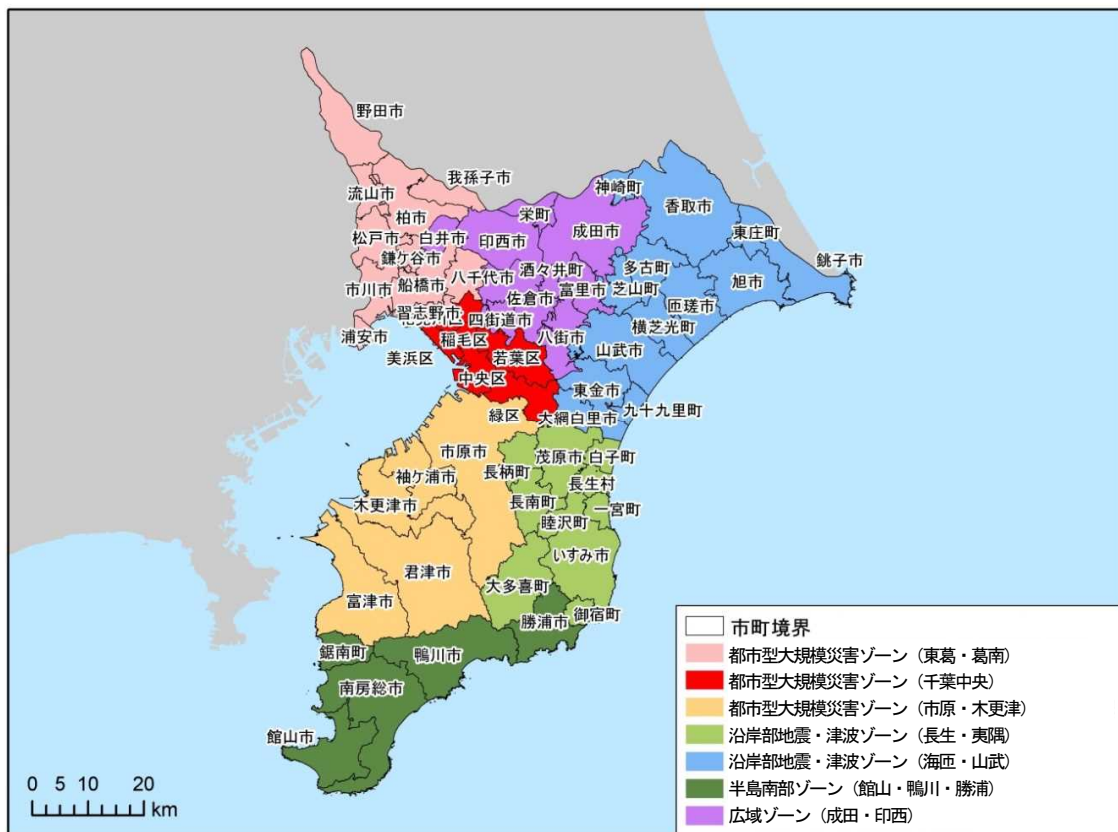 野田市
我孫子市
流山市
柏市
神崎町
香取市
栄町
成田市
松戸市
白井市
印西市
東庄町
鎌ケ谷市
銚子市
酒々井町
多古町
旭市
八千代市
市川市
船橋市
佐倉市
富里市
芝山町
匝瑳市
習志野市
四街道市
横芝光町
浦安市
稲毛区
八街市
山武市
美浜区
若葉区
中央区
東金市
緑区
大網白里市
九十九里町
市原市
茂原市
白子町
長柄町
袖ケ浦市
長生村
木更津市
長南町
一宮町
睦沢町
いすみ市
君津市
大多喜町
富津市
御宿町
勝浦市
鋸南町
鴨川市
南房総市
館山市
0 5 10 20
km
市町境界
都市型大規模災害ゾーン（東葛・葛南）
都市型大規模災害ゾーン（千葉中央）
都市型大規模災害ゾーン（市原・木更津）
沿岸部地震・津波ゾーン（長生・夷隅）
沿岸部地震・津波ゾーン（海匝・山武）
半島南部ゾーン（館山・鴨川・勝浦）
広域ゾーン（成田・印西）